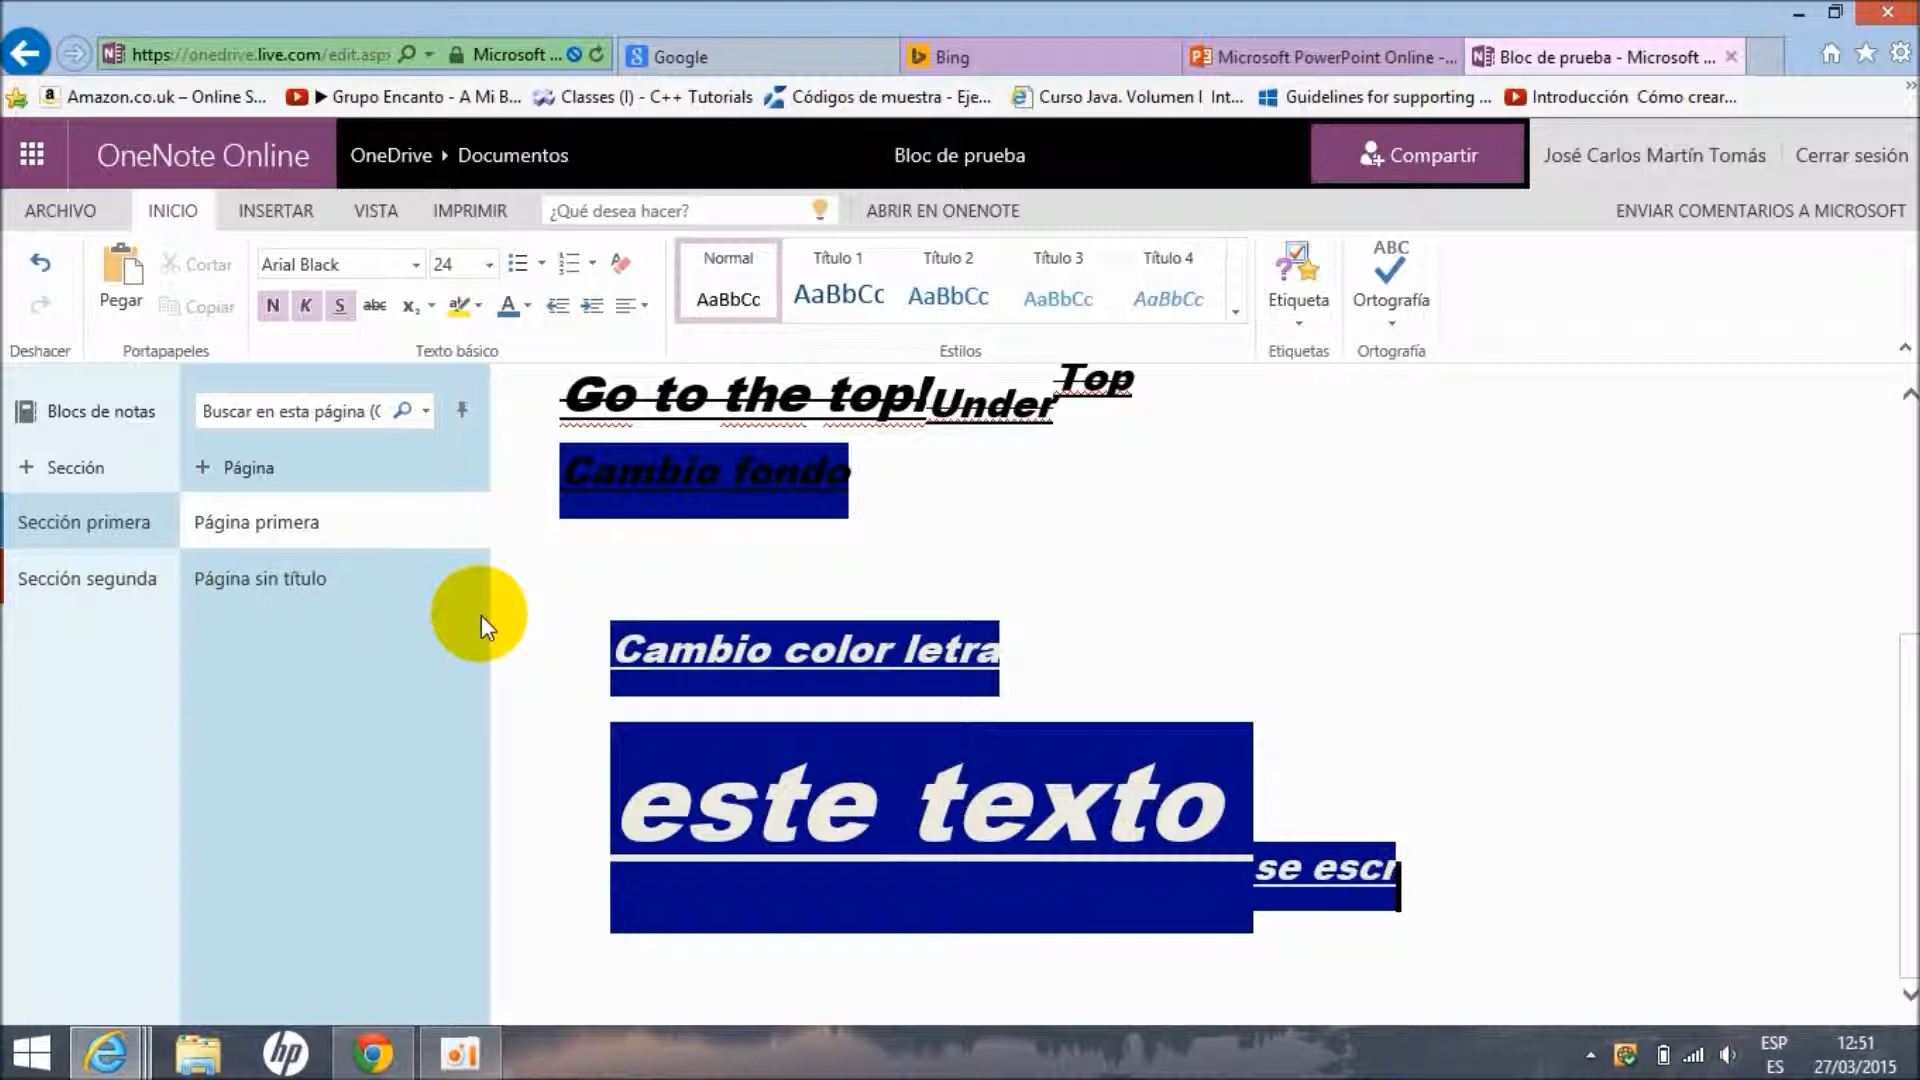 https://onedrive.live.com/edit.asp
Microsoft ...
Google
Bing
Microsoft PowerPoint Online -...
Bloc de prueba - Microsoft ...
Amazon.co.uk – Online S...
▶ Grupo Encanto - A Mi B...
Classes (I) - C++ Tutorials
Códigos de muestra - Eje...
Curso Java. Volumen I Int...
Guidelines for supporting ...
Introducción Cómo crear...
OneNote Online
OneDrive ▸ Documentos
Bloc de prueba
Compartir
José Carlos Martín Tomás
Cerrar sesión
ARCHIVO
INICIO
INSERTAR
VISTA
IMPRIMIR
¿Qué desea hacer?
ABRIR EN ONENOTE
ENVIAR COMENTARIOS A MICROSOFT
Pegar
Cortar
Copiar
Arial Black
24
N K S abc x₂ A
Normal
AaBbCc
Título 1
AaBbCc
Título 2
AaBbCc
Título 3
AaBbCc
Título 4
AaBbCc
Etiqueta
ABC
Ortografía
Deshacer
Portapapeles
Texto básico
Estilos
Etiquetas
Ortografía
Blocs de notas
Buscar en esta página ((
+ Sección
+ Página
Sección primera
Página primera
Sección segunda
Página sin título
Go to the top! Under Top
Cambio fondo
Cambio color letra
este texto se escr
hp
ESP
ES
12:51
27/03/2015